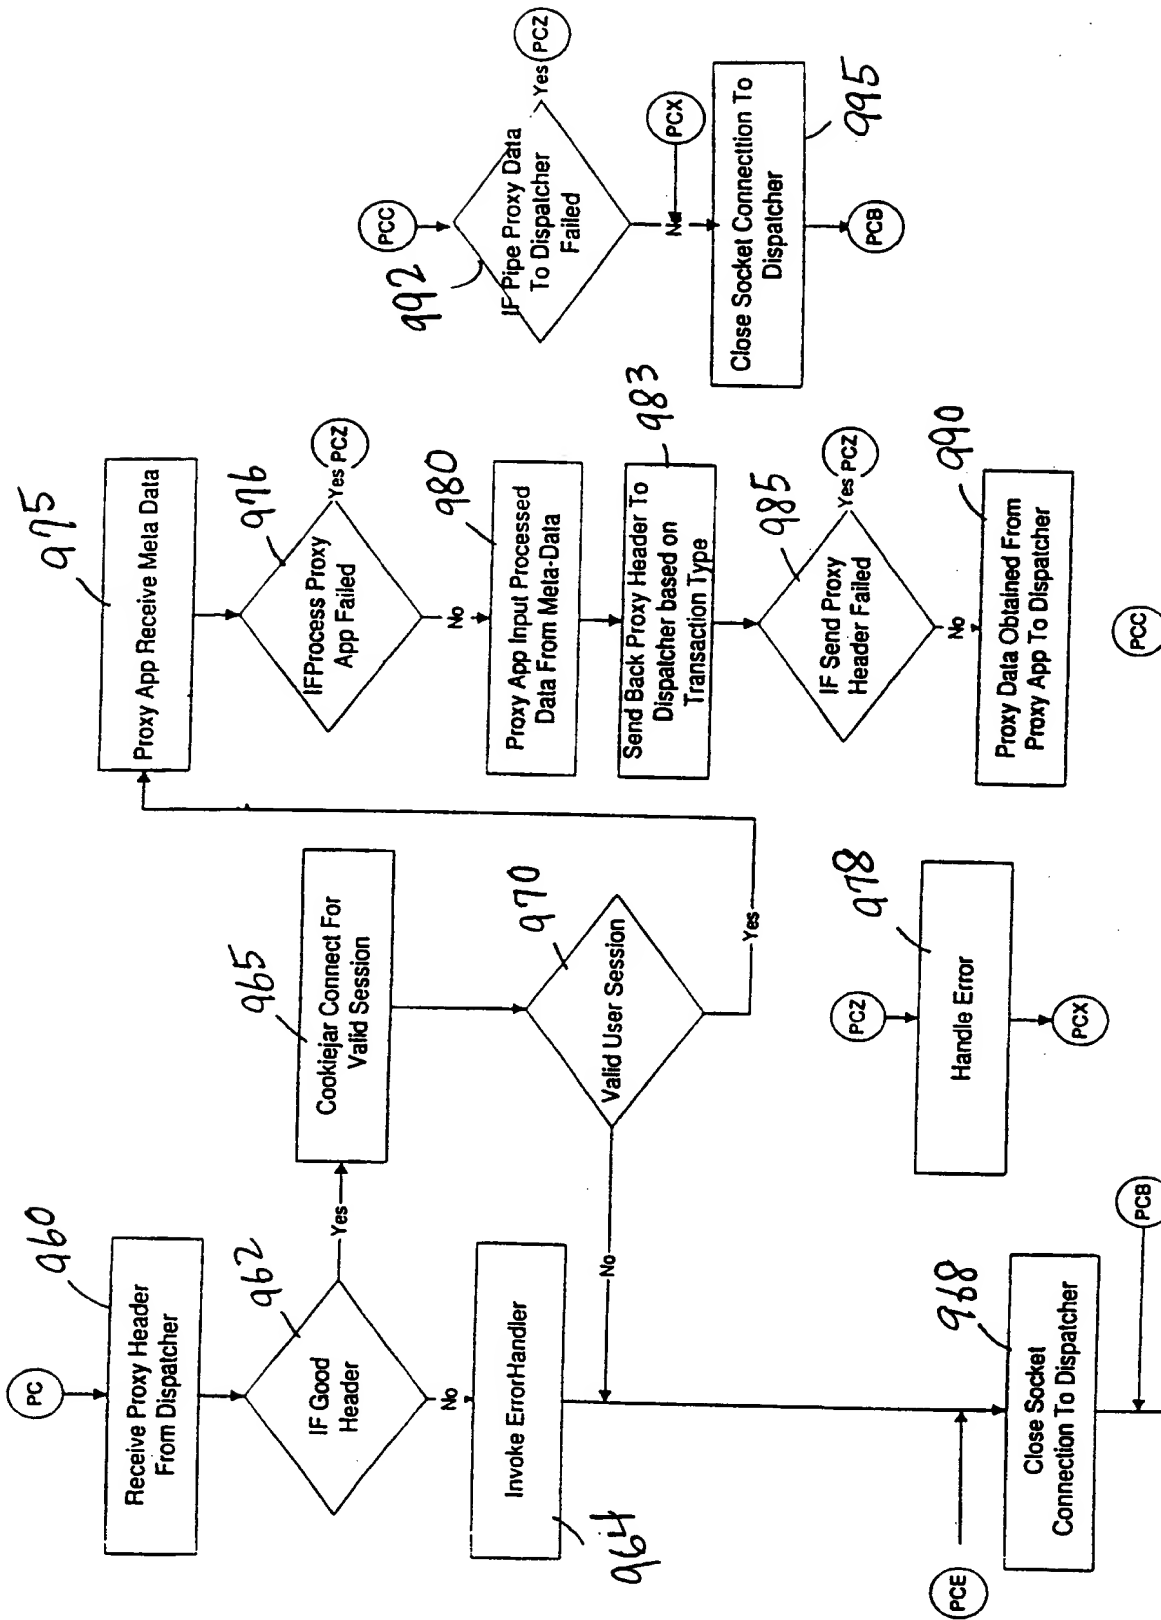 PC
960
Receive Proxy Header
From Dispatcher
962
IF Good
Header
Yes
No
Invoke ErrorHandler
964
965
Cookiejar Connect For
Valid Session
970
Valid User Session
No
Yes
PCE
968
Close Socket
Connection To Dispatcher
PCB
975
Proxy App Receive Meta Data
976
IFProcess Proxy
App Failed
Yes
PCZ
No
980
Proxy App Input Processed
Data From Meta-Data
983
Send Back Proxy Header To
Dispatcher based on
Transaction Type
985
IF Send Proxy
Header Failed
Yes
PCZ
No
990
Proxy Data Obtained From
Proxy App To Dispatcher
PCC
PCZ
978
Handle Error
PCX
PCC
992
IF Pipe Proxy Data
To Dispatcher
Failed
Yes
PCZ
No
PCX
Close Socket Connection To
Dispatcher
995
PCB